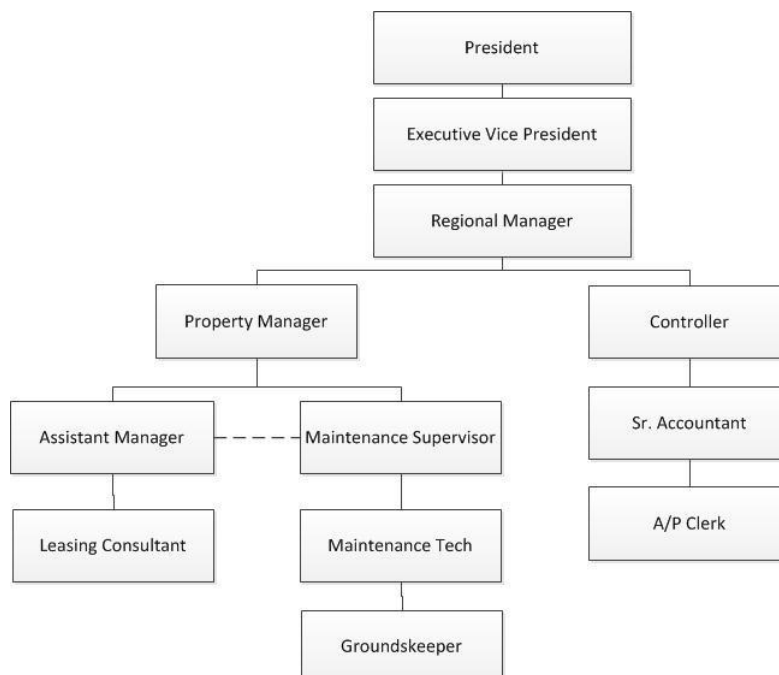 President
Executive Vice President
Regional Manager
Property Manager
Controller
Assistant Manager
Maintenance Supervisor
Sr. Accountant
Leasing Consultant
Maintenance Tech
A/P Clerk
Groundskeeper